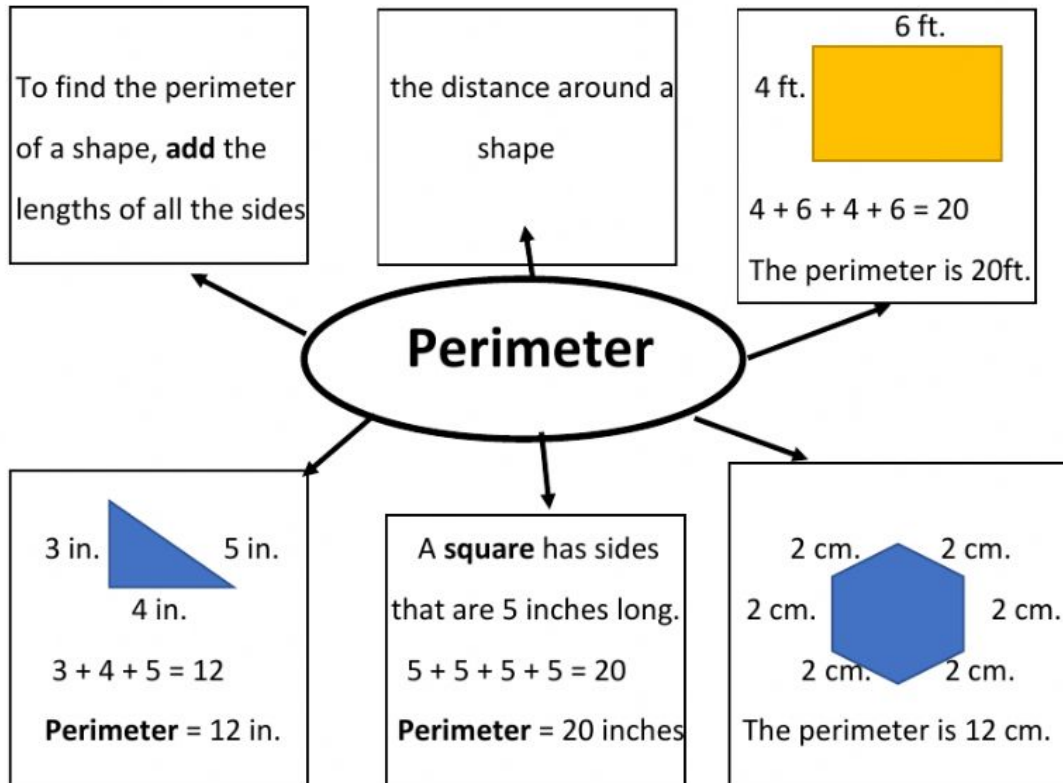 To find the perimeter
of a shape, add the
lengths of all the sides
the distance around a
shape
6 ft.
4 ft.
4 + 6 + 4 + 6 = 20
The perimeter is 20ft.
Perimeter
3 in. 5 in.
4 in.
3 + 4 + 5 = 12
Perimeter = 12 in.
A square has sides
that are 5 inches long.
5 + 5 + 5 + 5 = 20
Perimeter = 20 inches
2 cm. 2 cm.
2 cm. 2 cm.
2 cm. 2 cm.
The perimeter is 12 cm.